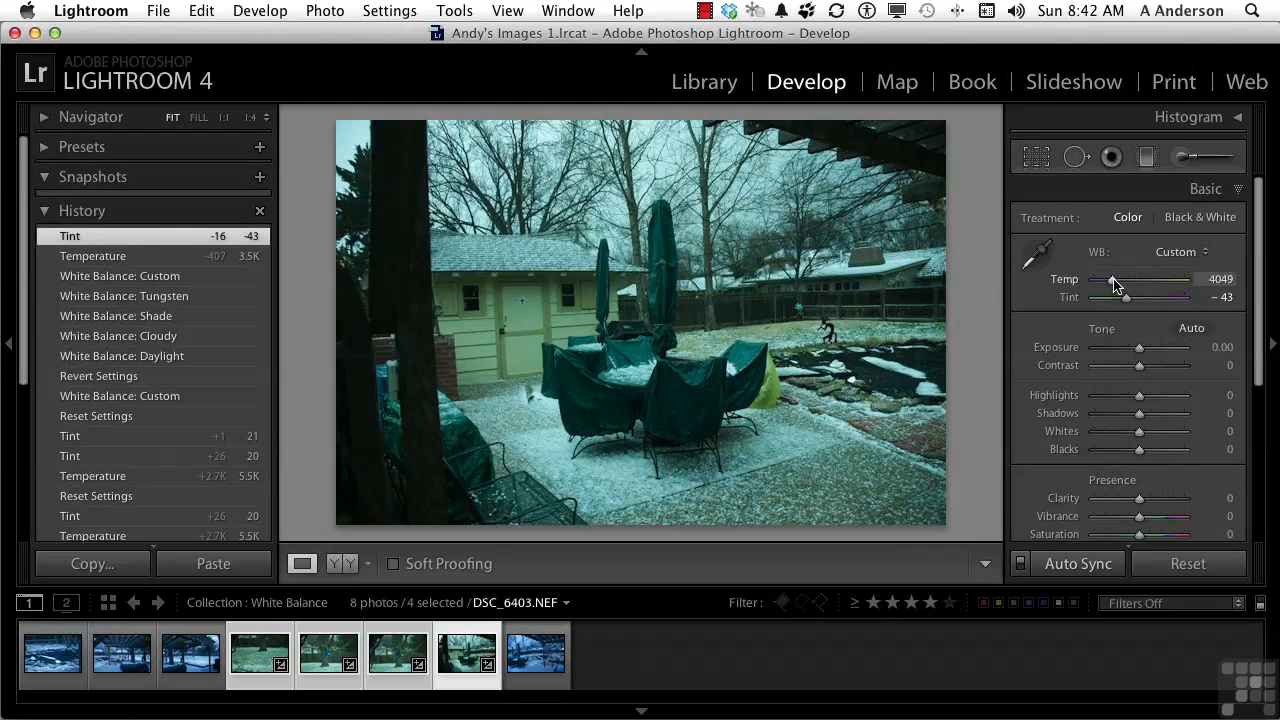 Lightroom File Edit Develop Photo Settings Tools View Window Help Sun 8:42 AM A Anderson
Andy's Images 1.lrcat – Adobe Photoshop Lightroom – Develop
Lr ADOBE PHOTOSHOP
LIGHTROOM 4
Library | Develop | Map | Book | Slideshow | Print | Web
Navigator FIT FILL 1:1 1:4
Presets +
Snapshots +
History ×
Tint -16 -43
Temperature -407 3.5K
White Balance: Custom
White Balance: Tungsten
White Balance: Shade
White Balance: Cloudy
White Balance: Daylight
Revert Settings
White Balance: Custom
Reset Settings
Tint +1 21
Tint +26 20
Temperature +2.7K 5.5K
Reset Settings
Tint +26 20
Temperature +2.7K 5.5K
Copy... Paste
Histogram
Basic
Treatment : Color Black & White
WB: Custom
Temp 4049
Tint – 43
Tone Auto
Exposure 0.00
Contrast 0
Highlights 0
Shadows 0
Whites 0
Blacks 0
Presence
Clarity 0
Vibrance 0
Saturation 0
YY Soft Proofing
Auto Sync Reset
1 2 Collection : White Balance 8 photos / 4 selected / DSC_6403.NEF Filter : ≥ ★★★★★ Filters Off